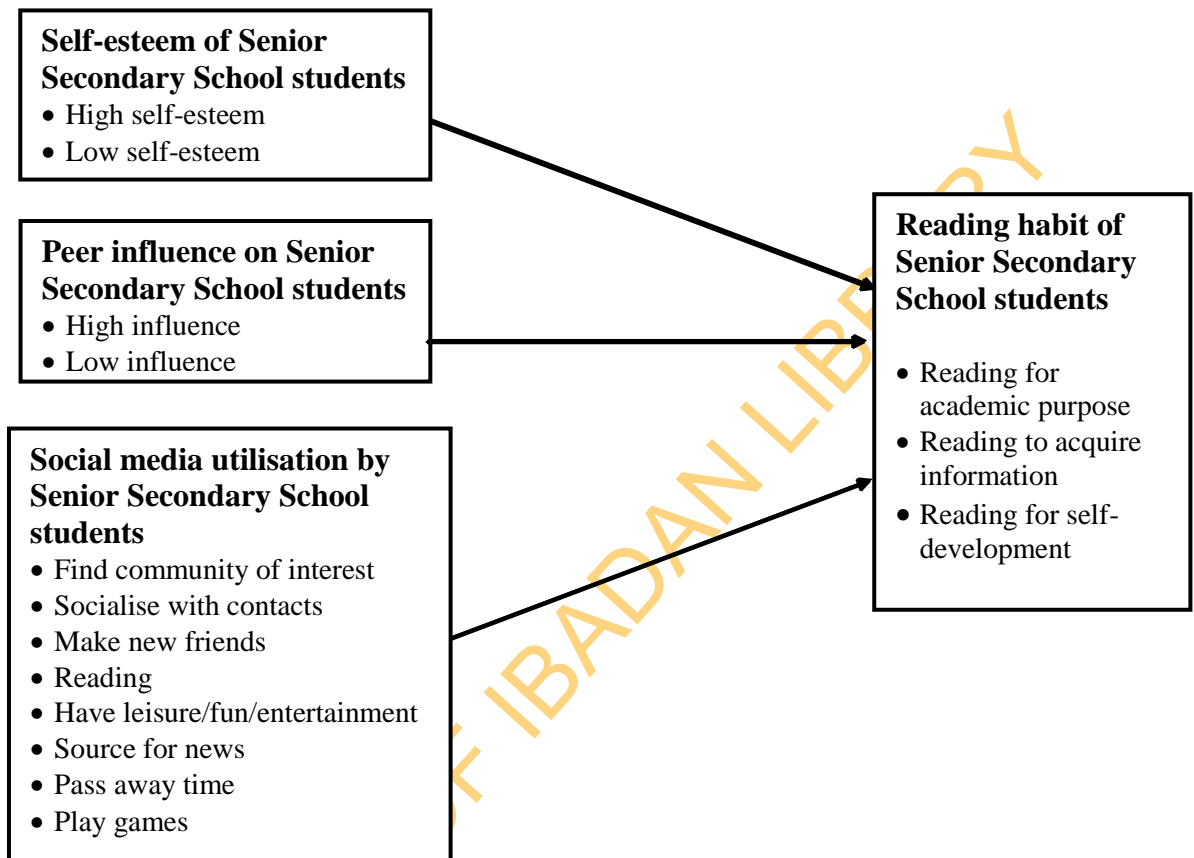 Self-esteem of Senior
Secondary School students
• High self-esteem
• Low self-esteem
Peer influence on Senior
Secondary School students
• High influence
• Low influence
Social media utilisation by
Senior Secondary School
students
• Find community of interest
• Socialise with contacts
• Make new friends
• Reading
• Have leisure/fun/entertainment
• Source for news
• Pass away time
• Play games
Reading habit of
Senior Secondary
School students
• Reading for
academic purpose
• Reading to acquire
information
• Reading for self-
development
OF IBADAN LIBRARY